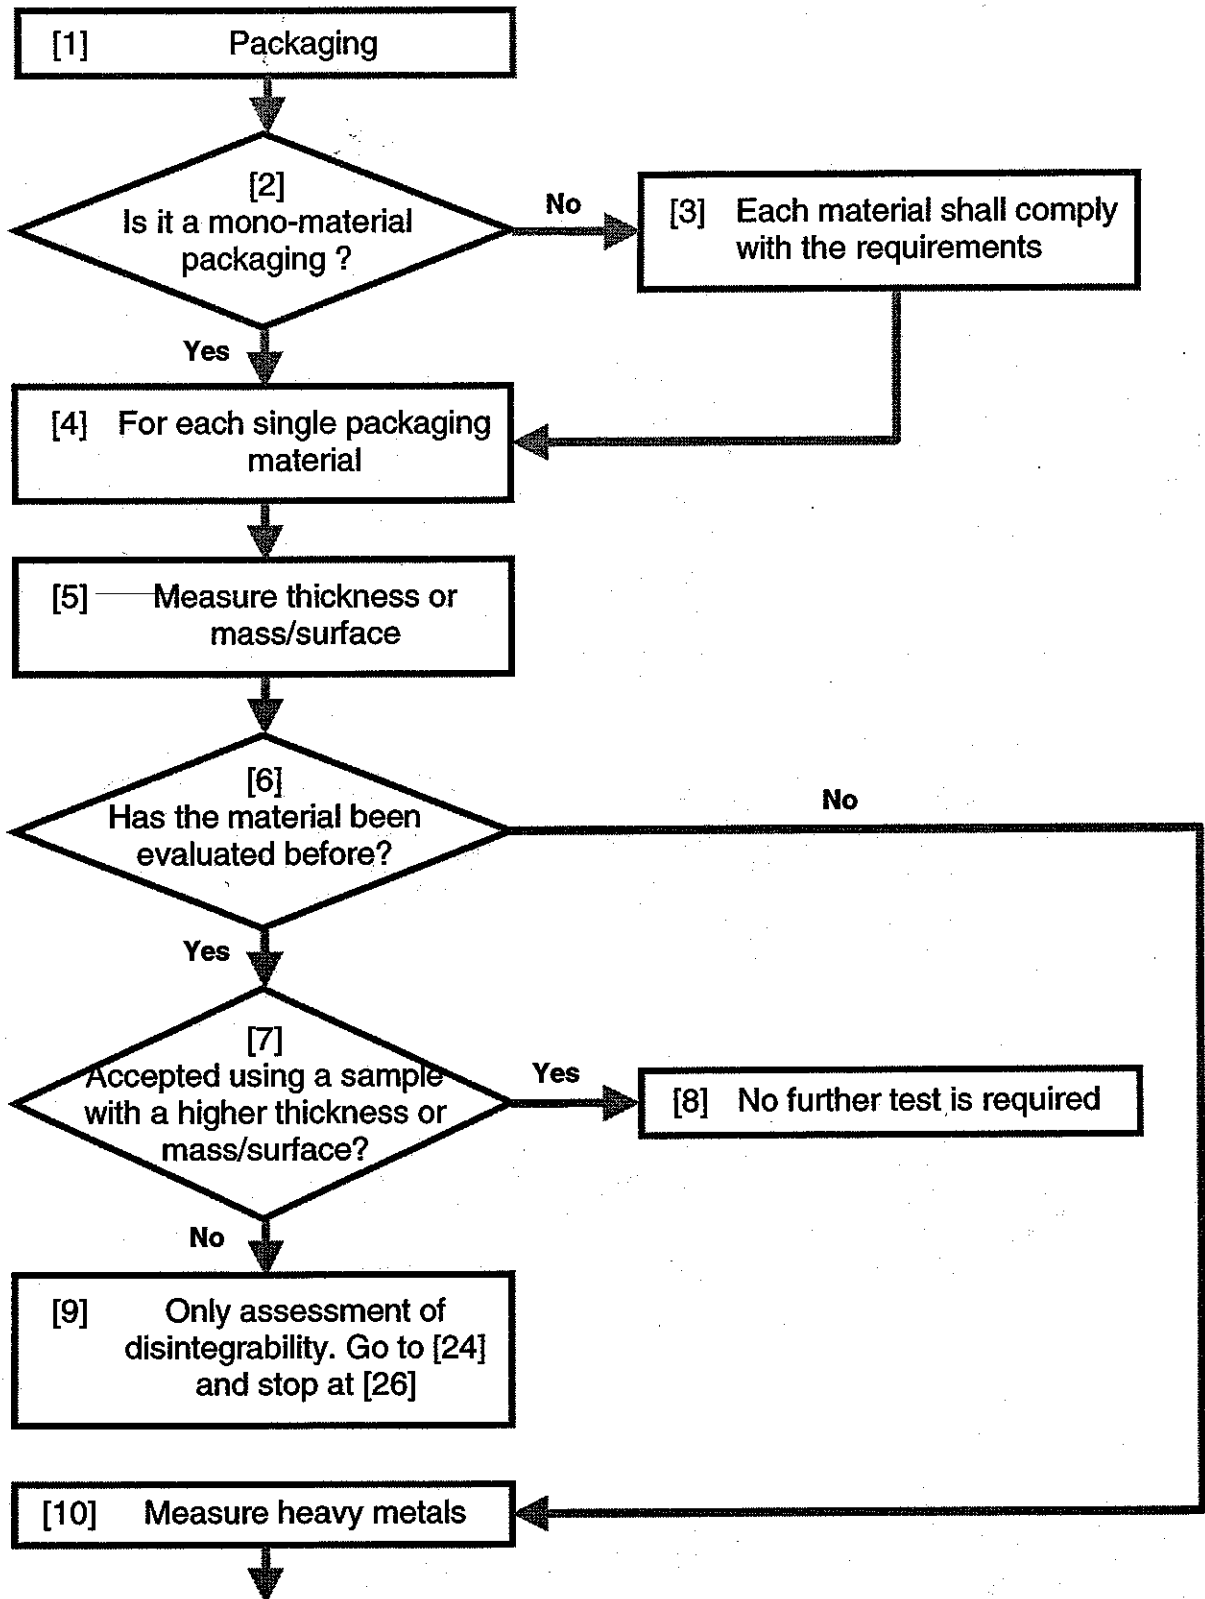 [1] Packaging
[2]
Is it a mono-material
packaging ?
No
[3] Each material shall comply
with the requirements
Yes
[4] For each single packaging
material
[5] Measure thickness or
mass/surface
[6]
Has the material been
evaluated before?
No
Yes
[7]
Accepted using a sample
with a higher thickness or
mass/surface?
Yes
[8] No further test is required
No
[9] Only assessment of
disintegrability. Go to [24]
and stop at [26]
[10] Measure heavy metals